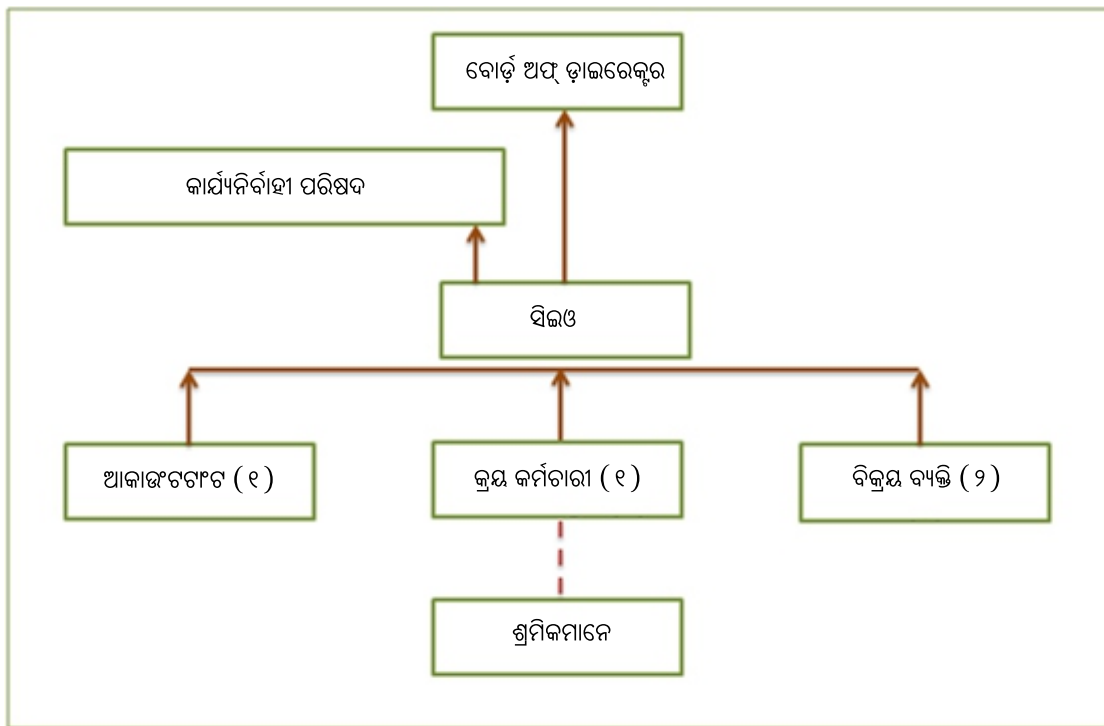 ବୋର୍ଡ଼ ଅଫ୍ ଡ଼ାଇରେକ୍ଟର
କାର୍ଯ୍ୟନିର୍ବାହୀ ପରିଷଦ
ସିଇଓ
ଆକାଉଂଟଟାଂଟ (୧)
କ୍ରୟ କର୍ମଚାରୀ (୧)
ବିକ୍ରୟ ବ୍ୟକ୍ତି (୨)
ଶ୍ରମିକମାନେ